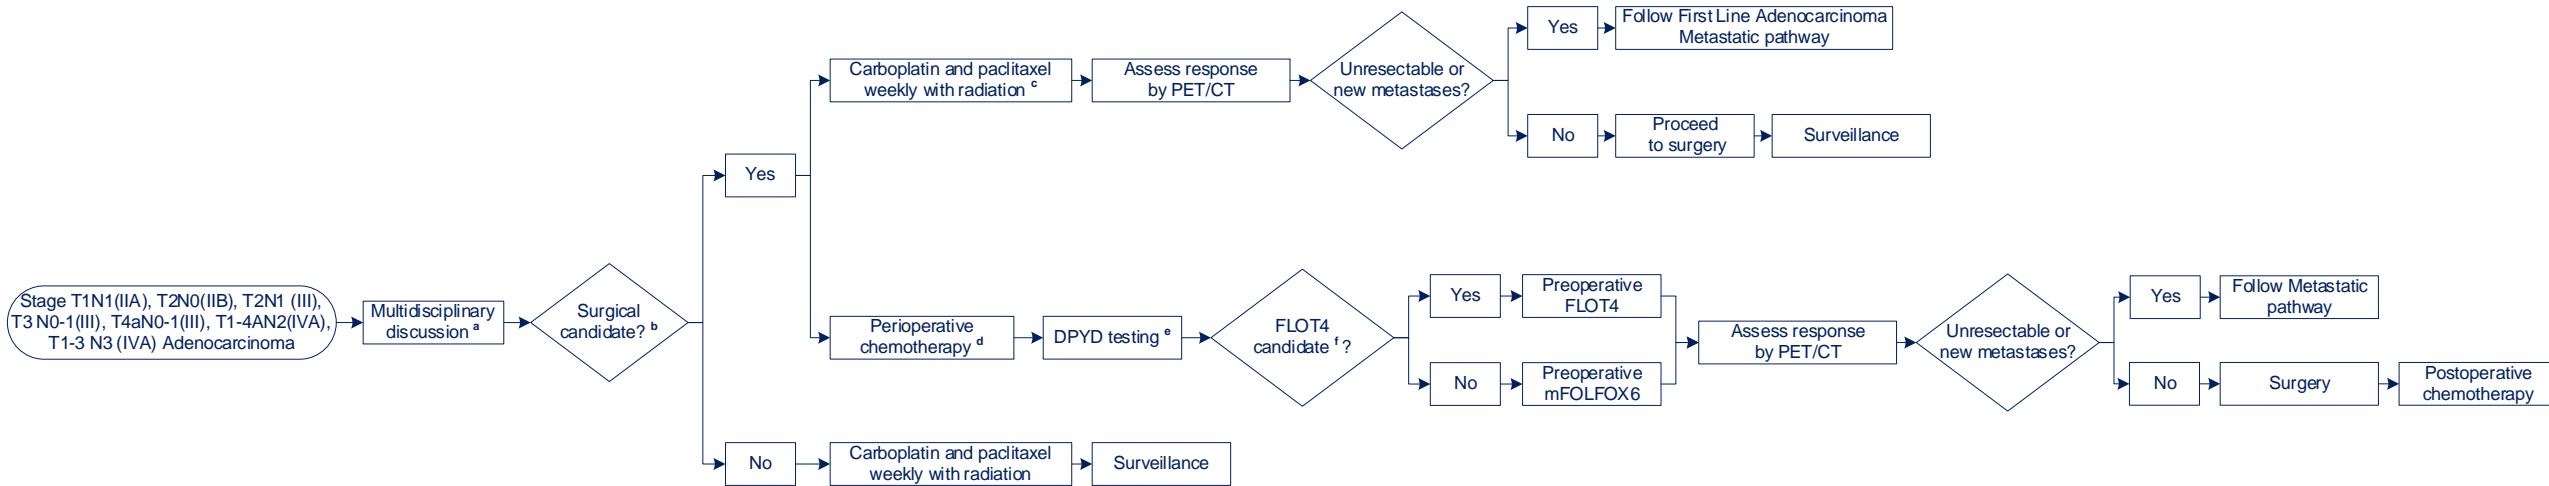 Stage T1N1(IIA), T2N0(IIB), T2N1 (III),
T3 N0-1(III), T4aN0-1(III), T1-4AN2(IVA),
T1-3 N3 (IVA) Adenocarcinoma
Multidisciplinary
discussion a
Surgical
candidate? b
Yes
Carboplatin and paclitaxel
weekly with radiation c
Assess response
by PET/CT
Unresectable or
new metastases?
Yes
Follow First Line Adenocarcinoma
Metastatic pathway
No
Proceed
to surgery
Surveillance
Perioperative
chemotherapy d
DPYD testing e
FLOT4
candidate f ?
Yes
Preoperative
FLOT4
No
Preoperative
mFOLFOX6
Assess response
by PET/CT
Unresectable or
new metastases?
Yes
Follow Metastatic
pathway
No
Surgery
Postoperative
chemotherapy
No
Carboplatin and paclitaxel
weekly with radiation
Surveillance